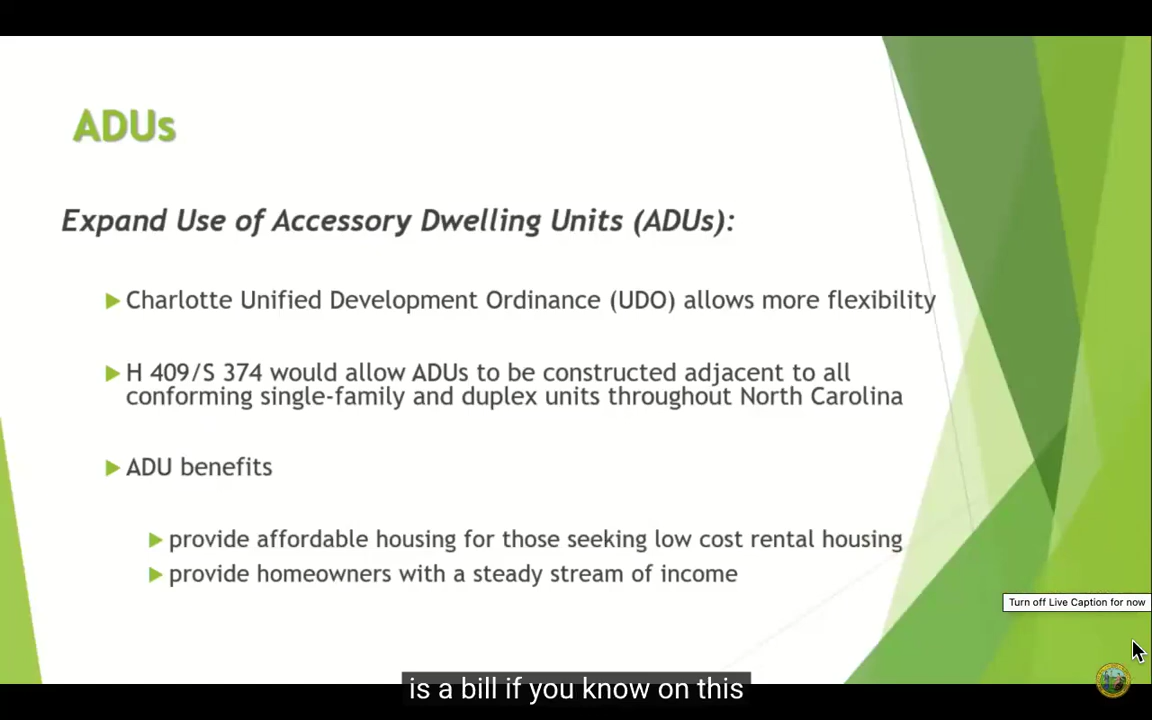 ADUs
Expand Use of Accessory Dwelling Units (ADUs):
Charlotte Unified Development Ordinance (UDO) allows more flexibility
H 409/S 374 would allow ADUs to be constructed adjacent to all
conforming single-family and duplex units throughout North Carolina
ADU benefits
provide affordable housing for those seeking low cost rental housing
provide homeowners with a steady stream of income
Turn off Live Caption for now
is a bill if you know on this